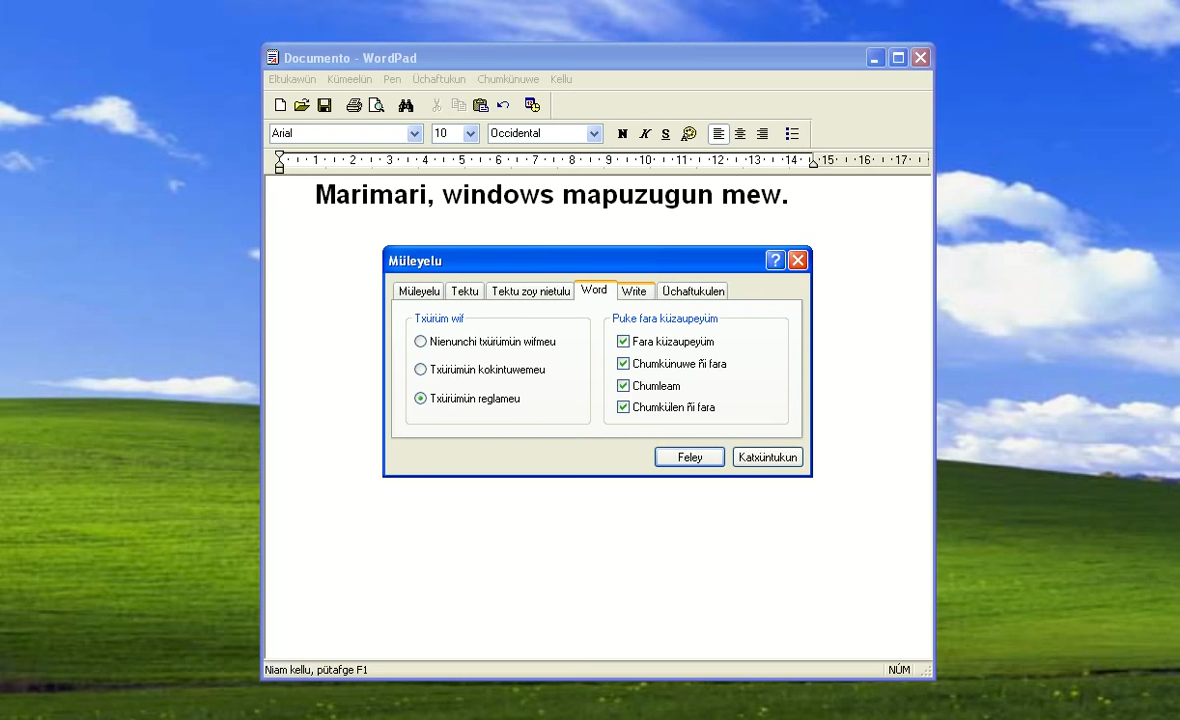 Documento - WordPad
Eltukawün Kümeelün Pen Üchaftukun Chumkünuwe Kellu
Arial 10 Occidental N K S
1 2 3 4 5 6 7 8 9 10 11 12 13 14 15 16 17
Marimari, windows mapuzugun mew.
Müleyelu
Müleyelu Tektu Tektu zoy nietulu Word Write Üchaftukulen
Txürüm wif
Nienunchi txürümün wifmeu
Txürümün kokintuwemeu
Txürümün reglameu
Puke fara küzaupeyüm
Fara küzaupeyüm
Chumkünuwe ñi fara
Chumleam
Chumkülen ñi fara
Feley Katxüntukun
Niam kellu, pütafge F1 NÚM